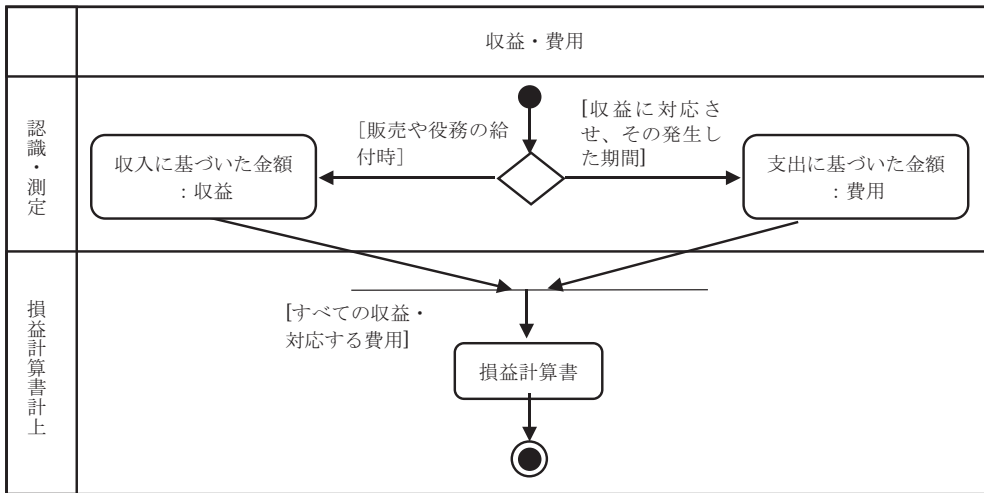 収益・費用
認識・測定
[販売や役務の給
付時]
[収益に対応さ
せ、その発生し
た期間]
収入に基づいた金額
：収益
支出に基づいた金額
：費用
損益計算書計上
[すべての収益・
対応する費用]
損益計算書